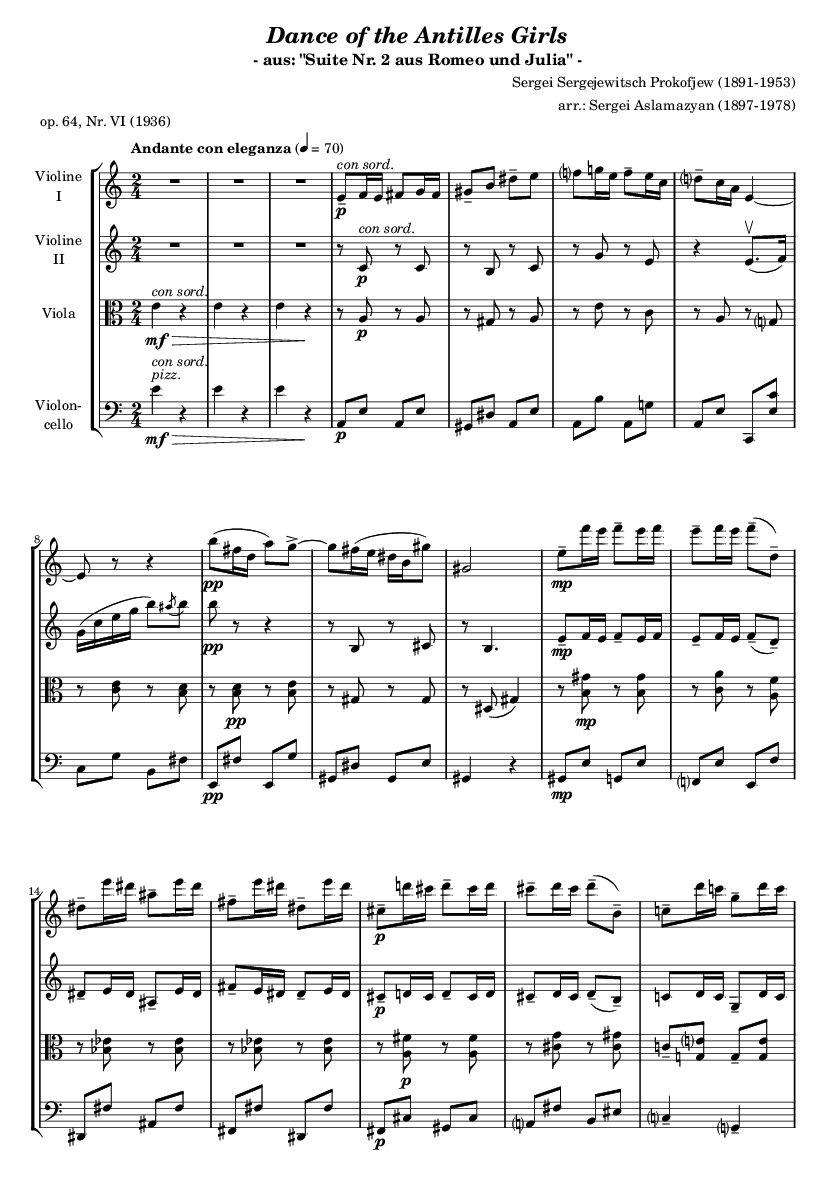 Dance of the Antilles Girls
- aus: "Suite Nr. 2 aus Romeo und Julia" -
Sergei Sergejewitsch Prokofjew (1891-1953)
arr.: Sergei Aslamazyan (1897-1978)
op. 64, Nr. VI (1936)
Andante con eleganza (♩ = 70)
con sord.
Violine
I
p
con sord.
Violine
II
p
con sord.
Viola
mf
p
con sord.
pizz.
Violon-
cello
mf
p
8
pp
mp
pp
mp
pp
mp
pp
mp
14
p
p
p
p